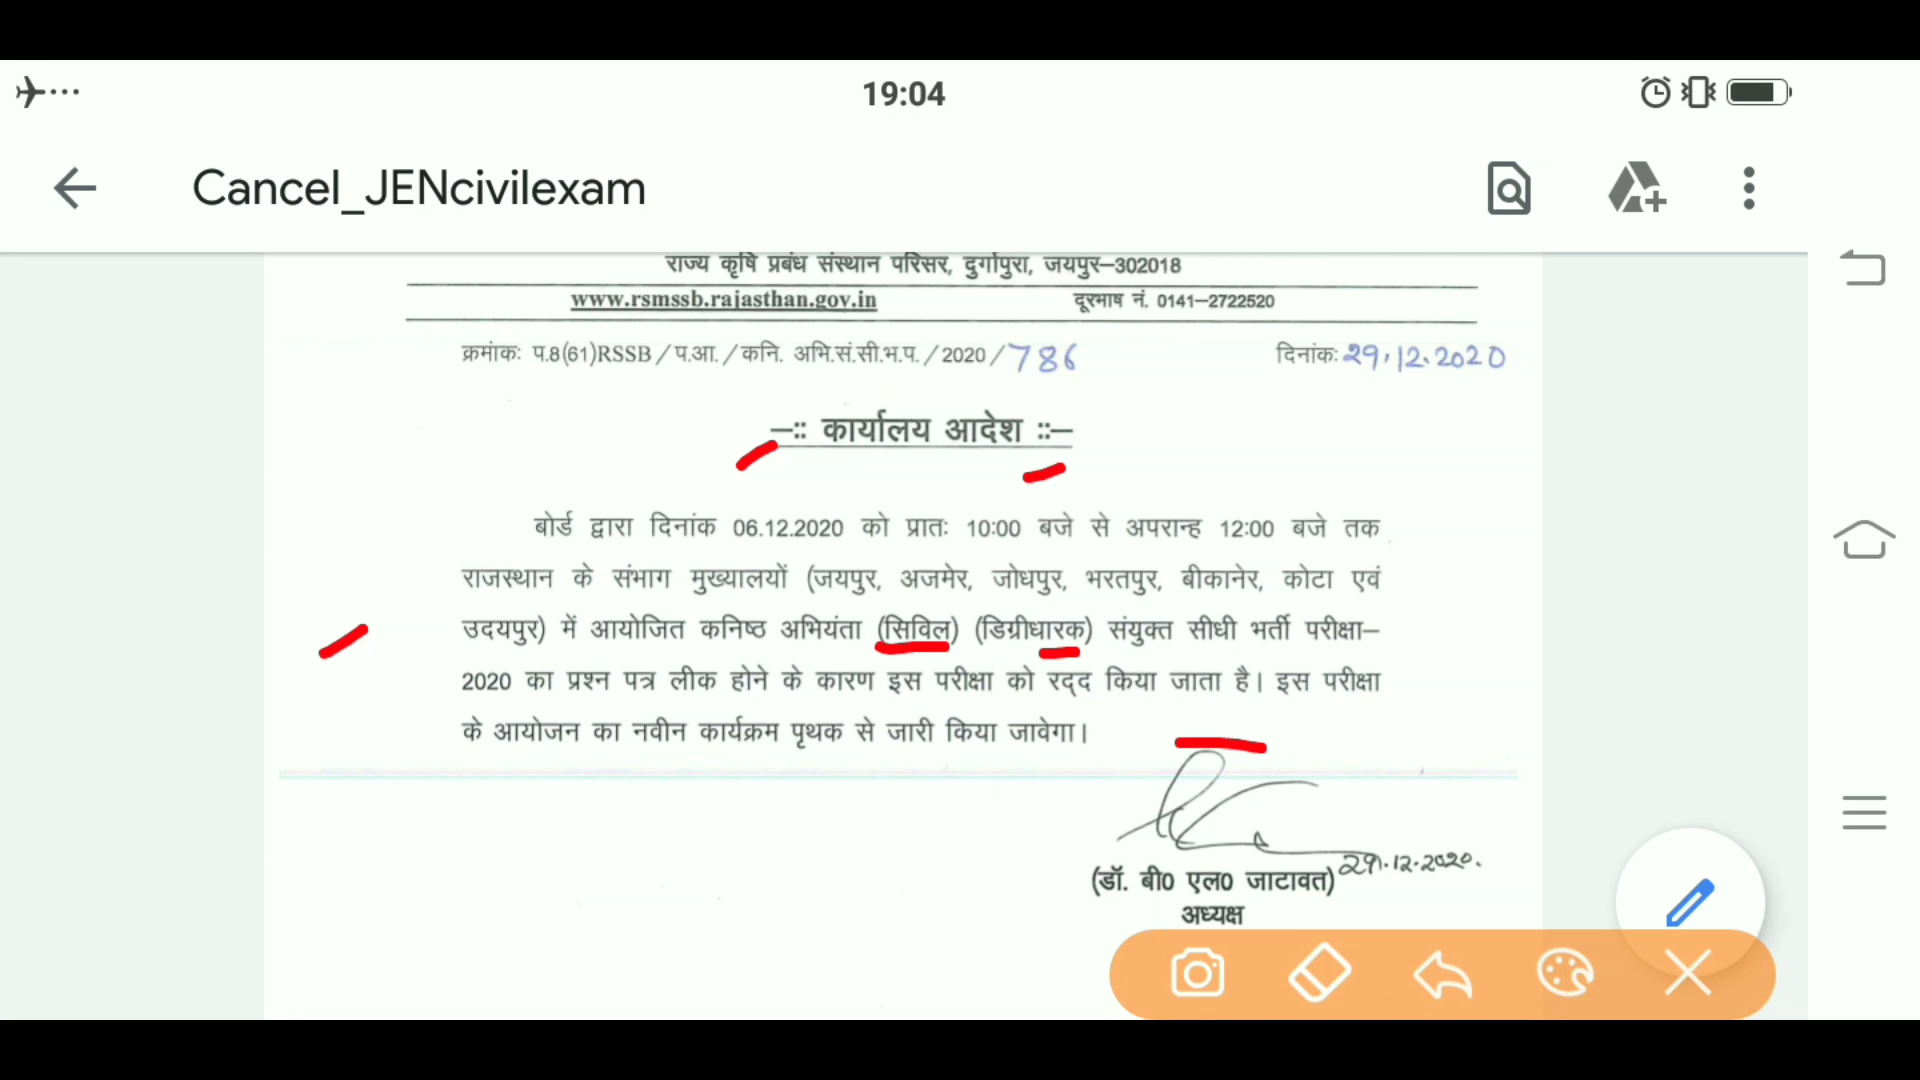 19:04
Cancel_JENcivilexam
राज्य कृषि प्रबंध संस्थान परिसर, दुर्गापुरा, जयपुर–302018
www.rsmssb.rajasthan.gov.in दूरभाष नं. 0141–2722520
क्रमांकः प.8(61)RSSB/प.आ./कनि. अभि.सं.सी.भ.प./2020/786 दिनांकः 29.12.2020
–:: कार्यालय आदेश ::–
बोर्ड द्वारा दिनांक 06.12.2020 को प्रातः 10:00 बजे से अपरान्ह 12:00 बजे तक
राजस्थान के संभाग मुख्यालयों (जयपुर, अजमेर, जोधपुर, भरतपुर, बीकानेर, कोटा एवं
उदयपुर) में आयोजित कनिष्ठ अभियंता (सिविल) (डिग्रीधारक) संयुक्त सीधी भर्ती परीक्षा–
2020 का प्रश्न पत्र लीक होने के कारण इस परीक्षा को रद्द किया जाता है। इस परीक्षा
के आयोजन का नवीन कार्यक्रम पृथक से जारी किया जावेगा।
29.12.2020.
(डॉ. बी0 एल0 जाटावत)
अध्यक्ष